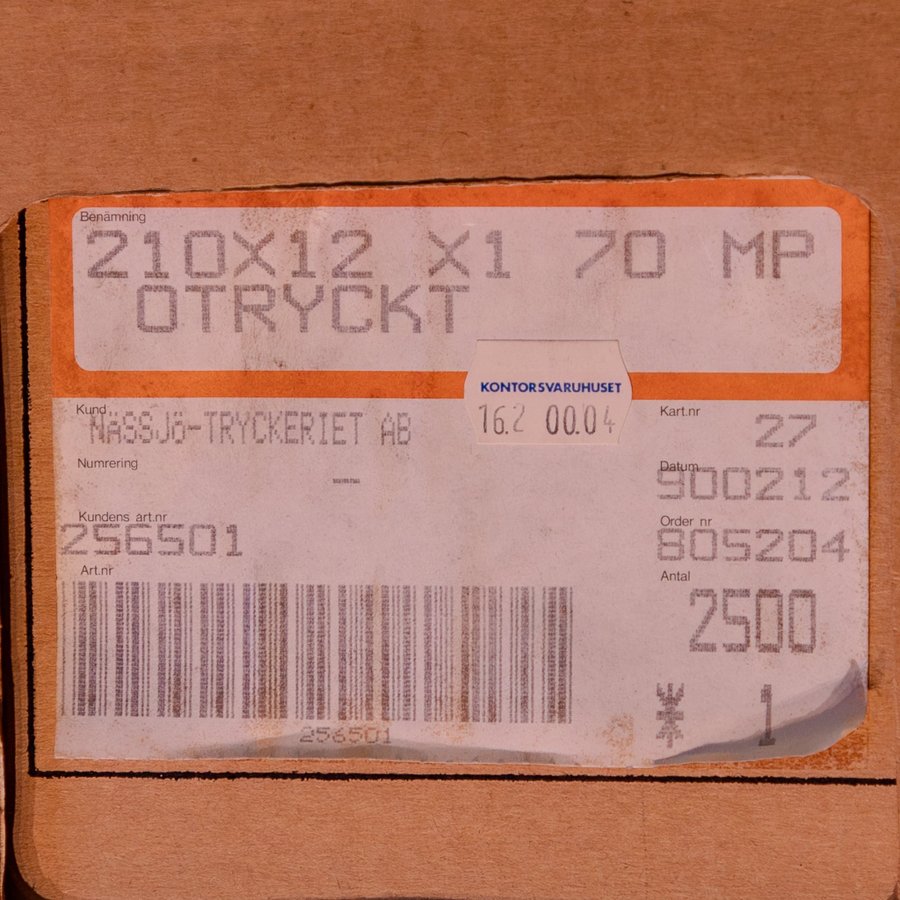 Benämning
210X12 X1 70 MP
OTRYCKT
KONTORSVARUHUSET
16.2 00.04
Kund
NäSSJö-TRYCKERIET AB
Kart.nr
27
Numrering
Datum
900212
Kundens art.nr
256501
Order nr
805204
Art.nr
Antal
2500
256501
1